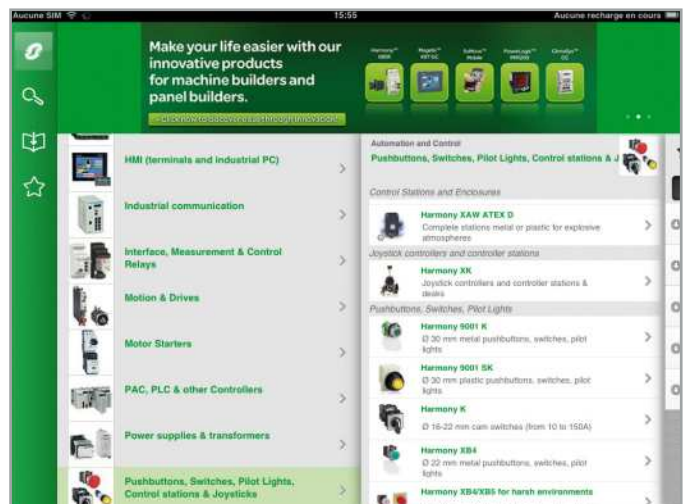 Aucune SIM
15:55
Aucune recharge en cours
Make your life easier with our
innovative products
for machine builders and
panel builders.
Harmony™
Magelis™
XBT GC
PowerLogic™
CC
HMI (terminals and industrial PC)
Industrial communication
Interface, Measurement & Control
Relays
Motion & Drives
Motor Starters
PAC, PLC & other Controllers
Power supplies & transformers
Pushbuttons, Switches, Pilot Lights,
Control stations & Joysticks
Automation and Control
Pushbuttons, Switches, Pilot Lights, Control stations & J
Control Stations and Enclosures
Harmony XAW ATEX D
Complete stations metal or plastic for explosive
atmospheres
Joystick controllers and controller stations
Harmony XK
Joystick controllers and controller stations &
desks
Pushbuttons, Switches, Pilot Lights
Harmony 9001 K
Ø 30 mm metal pushbuttons, switches, pilot
lights
Harmony 9001 SK
Ø 30 mm plastic pushbuttons, switches, pilot
lights
Harmony K
Ø 16-22 mm cam switches (from 10 to 150A)
Harmony XB4
Ø 22 mm metal pushbuttons, switches, pilot
lights
Harmony XB4/XB5 for harsh environments